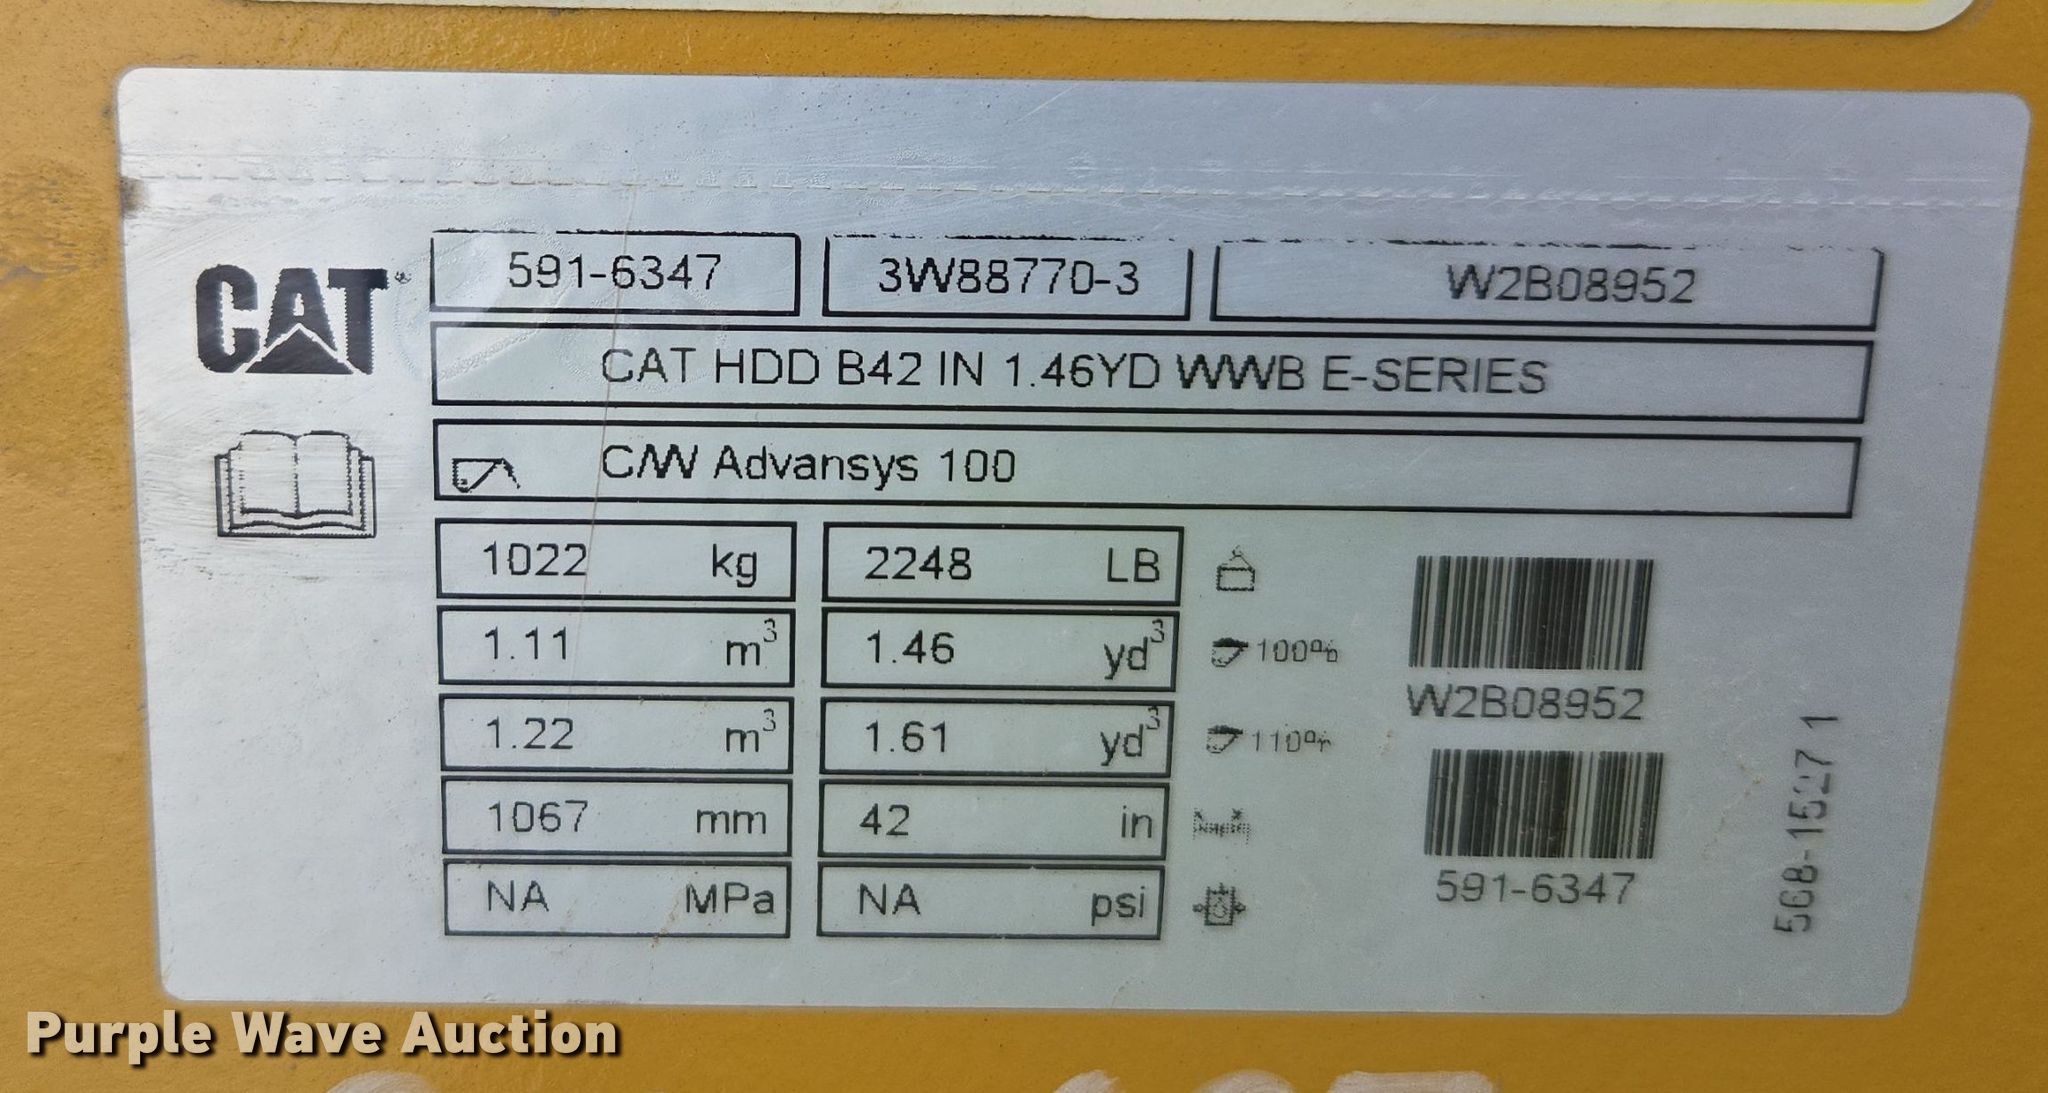 CAT
591-6347 3W88770-3 W2B08952
CAT HDD B42 IN 1.46YD WWB E-SERIES
C/W Advansys 100
1022 kg 2248 LB
1.11 m³ 1.46 yd³ 100%
1.22 m³ 1.61 yd³ 110%
1067 mm 42 in
NA MPa NA psi
W2B08952
591-6347
568-1527 1
Purple Wave Auction